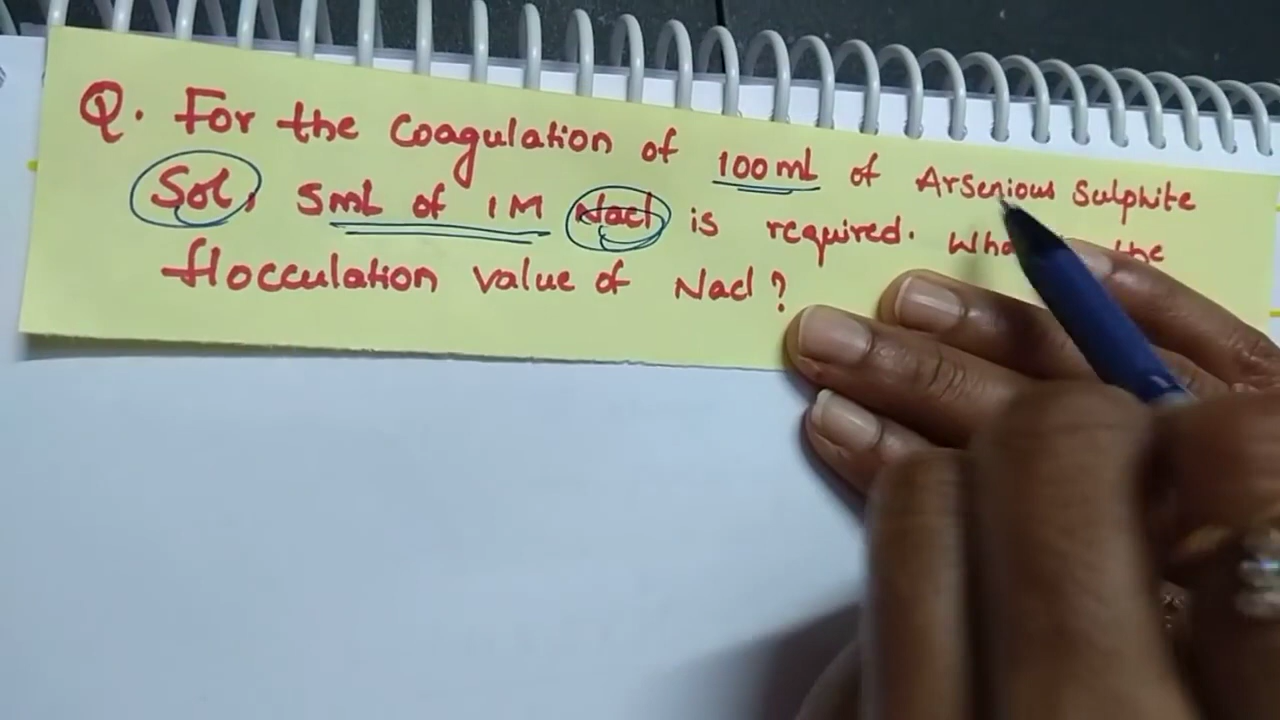 Q. For the Coagulation of 100 ml of Arsenious Sulphite
Sol, 5ml of 1M Nacl is required. the
flocculation value of Nacl?